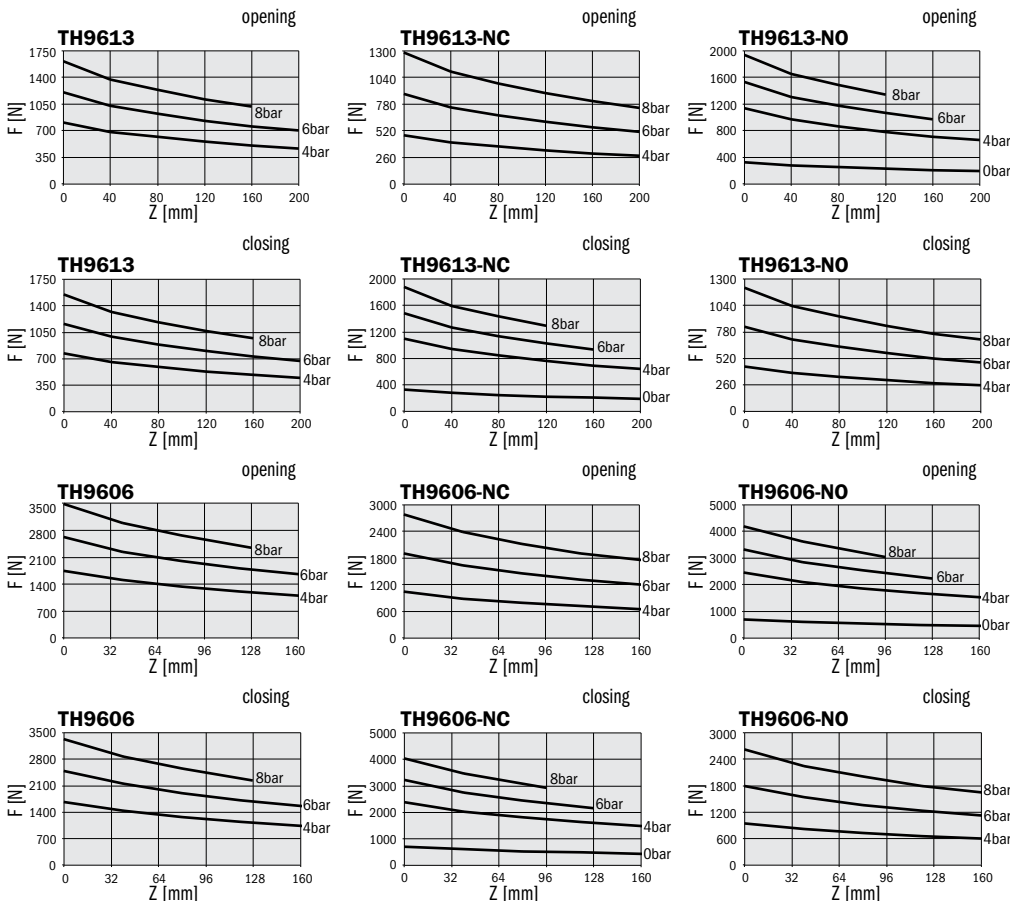 opening
TH9613
F [N]
1750
1400
1050
700
350
0
8bar
6bar
4bar
0 40 80 120 160 200
Z [mm]
opening
TH9613-NC
F [N]
1300
1040
780
520
260
0
8bar
6bar
4bar
0 40 80 120 160 200
Z [mm]
opening
TH9613-NO
F [N]
2000
1600
1200
800
400
0
8bar
6bar
4bar
0bar
0 40 80 120 160 200
Z [mm]
closing
TH9613
F [N]
1750
1400
1050
700
350
0
8bar
6bar
4bar
0 40 80 120 160 200
Z [mm]
closing
TH9613-NC
F [N]
2000
1600
1200
800
400
0
8bar
6bar
4bar
0bar
0 40 80 120 160 200
Z [mm]
closing
TH9613-NO
F [N]
1300
1040
780
520
260
0
8bar
6bar
4bar
0 40 80 120 160 200
Z [mm]
opening
TH9606
F [N]
3500
2800
2100
1400
700
0
8bar
6bar
4bar
0 32 64 96 128 160
Z [mm]
opening
TH9606-NC
F [N]
3000
2400
1800
1200
600
0
8bar
6bar
4bar
0 32 64 96 128 160
Z [mm]
opening
TH9606-NO
F [N]
5000
4000
3000
2000
1000
0
8bar
6bar
4bar
0bar
0 32 64 96 128 160
Z [mm]
closing
TH9606
F [N]
3500
2800
2100
1400
700
0
8bar
6bar
4bar
0 32 64 96 128 160
Z [mm]
closing
TH9606-NC
F [N]
5000
4000
3000
2000
1000
0
8bar
6bar
4bar
0bar
0 32 64 96 128 160
Z [mm]
closing
TH9606-NO
F [N]
3000
2400
1800
1200
600
0
8bar
6bar
4bar
0 32 64 96 128 160
Z [mm]